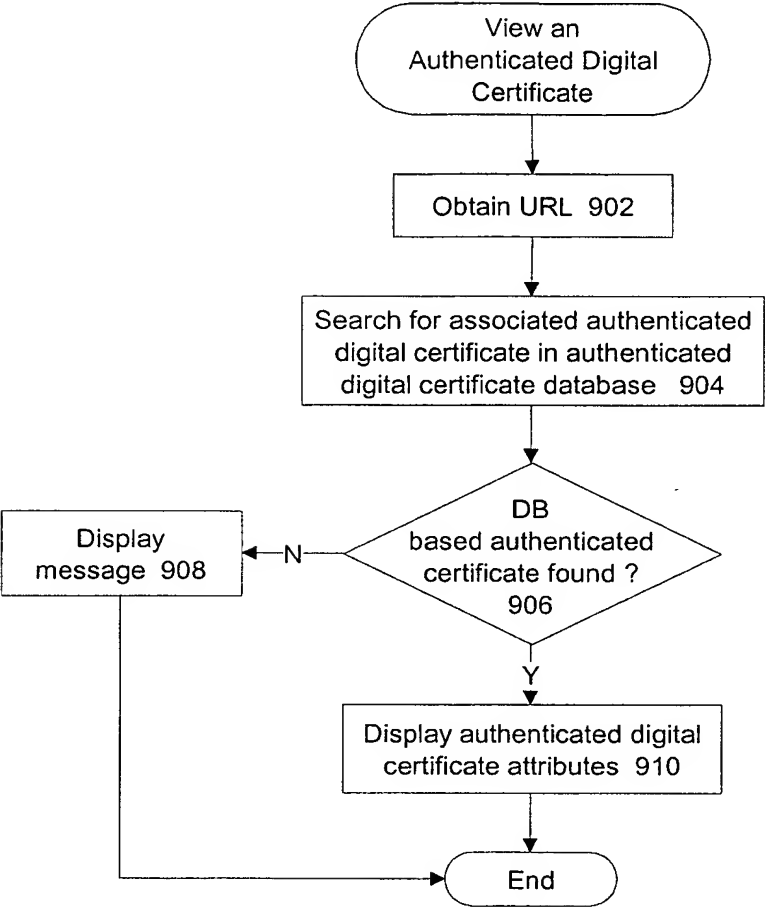 View an
Authenticated Digital
Certificate
Obtain URL 902
Search for associated authenticated
digital certificate in authenticated
digital certificate database 904
DB
based authenticated
certificate found ?
906
N
Display
message 908
Y
Display authenticated digital
certificate attributes 910
End